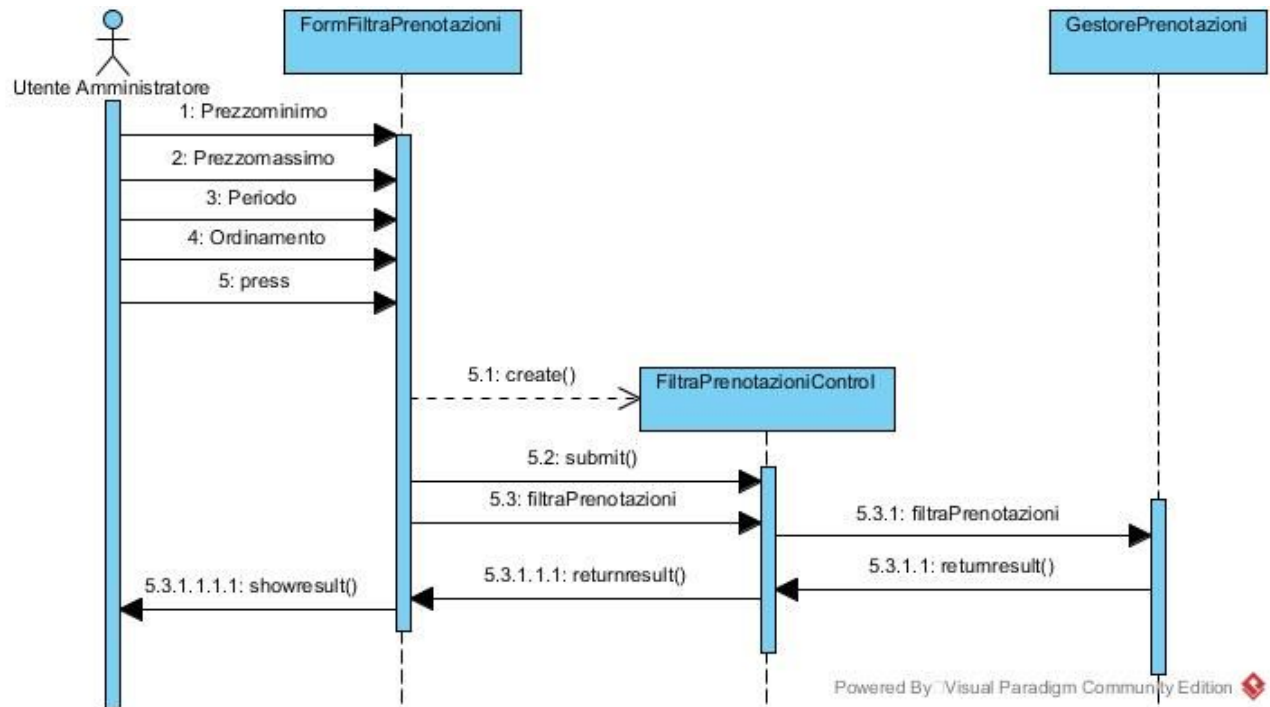 FormFiltraPrenotazioni
GestorePrenotazioni
Utente Amministratore
1: Prezzominimo
2: Prezzomassimo
3: Periodo
4: Ordinamento
5: press
5.1: create()
FiltraPrenotazioniControl
5.2: submit()
5.3: filtraPrenotazioni
5.3.1: filtraPrenotazioni
5.3.1.1: returnresult()
5.3.1.1.1: returnresult()
5.3.1.1.1.1: showresult()
Powered By Visual Paradigm Community Edition